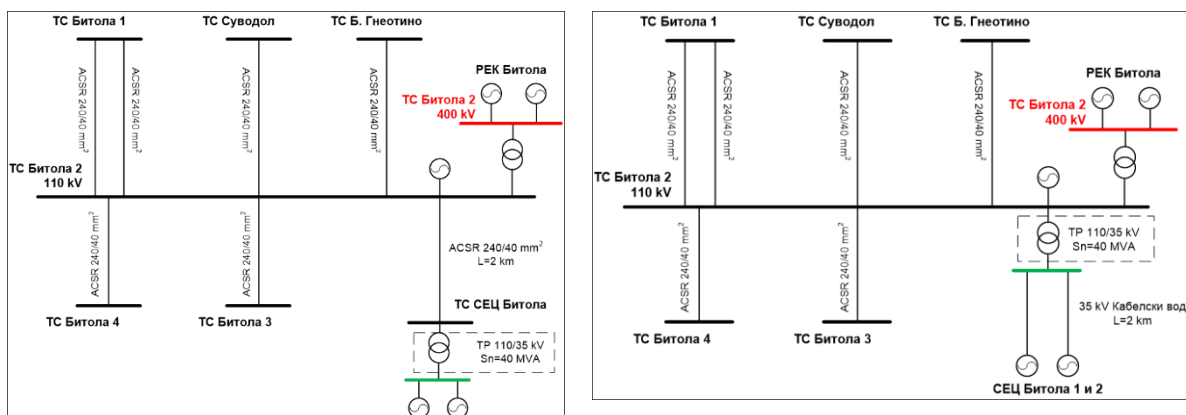 ТС Битола 1
ТС Суводол
ТС Б. Гнеотино
ACSR 240/40 mm²
ACSR 240/40 mm²
ACSR 240/40 mm²
ACSR 240/40 mm²
РЕК Битола
ТС Битола 2
400 kV
ТС Битола 2
110 kV
ACSR 240/40 mm²
ACSR 240/40 mm²
ACSR 240/40 mm²
L=2 km
ТС СЕЦ Битола
ТС Битола 4
ТС Битола 3
ТР 110/35 kV
Sn=40 MVA
ТС Битола 1
ТС Суводол
ТС Б. Гнеотино
ACSR 240/40 mm²
ACSR 240/40 mm²
ACSR 240/40 mm²
ACSR 240/40 mm²
РЕК Битола
ТС Битола 2
400 kV
ТС Битола 2
110 kV
ACSR 240/40 mm²
ACSR 240/40 mm²
ТР 110/35 kV
Sn=40 MVA
35 kV Кабелски вод
L=2 km
ТС Битола 4
ТС Битола 3
СЕЦ Битола 1 и 2